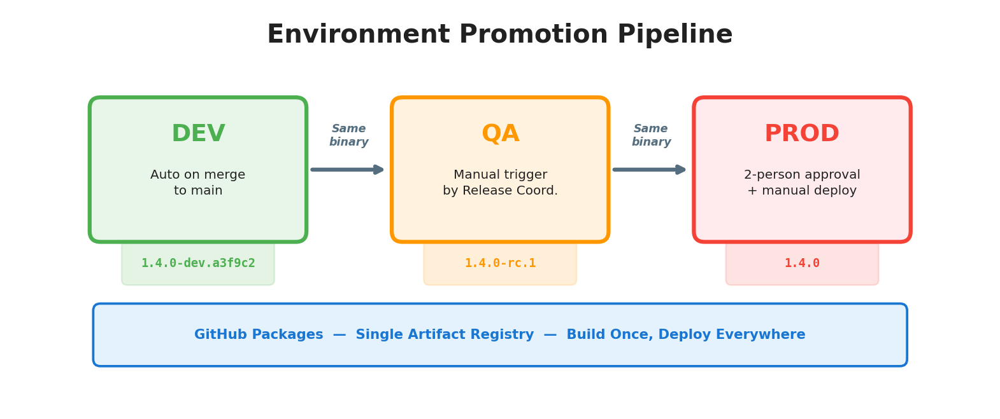 Environment Promotion Pipeline
DEV
Auto on merge
to main
1.4.0-dev.a3f9c2
Same
binary
QA
Manual trigger
by Release Coord.
1.4.0-rc.1
Same
binary
PROD
2-person approval
+ manual deploy
1.4.0
GitHub Packages — Single Artifact Registry — Build Once, Deploy Everywhere